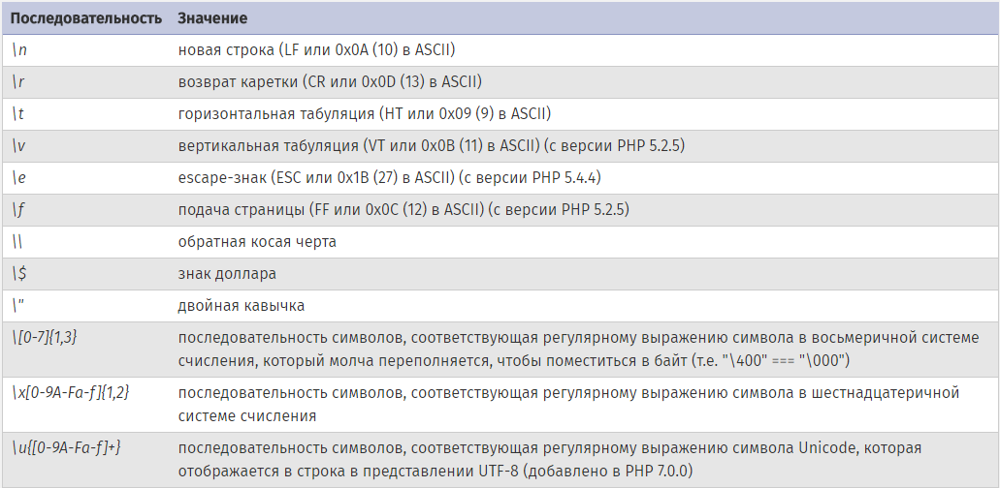 Последовательность Значение
\n новая строка (LF или 0x0A (10) в ASCII)
\r возврат каретки (CR или 0x0D (13) в ASCII)
\t горизонтальная табуляция (HT или 0x09 (9) в ASCII)
\v вертикальная табуляция (VT или 0x0B (11) в ASCII) (с версии PHP 5.2.5)
\e escape-знак (ESC или 0x1B (27) в ASCII) (с версии PHP 5.4.4)
\f подача страницы (FF или 0x0C (12) в ASCII) (с версии PHP 5.2.5)
\\ обратная косая черта
\$ знак доллара
\" двойная кавычка
\[0-7]{1,3} последовательность символов, соответствующая регулярному выражению символа в восьмеричной системе
счисления, который молча переполняется, чтобы поместиться в байт (т.е. "\400" === "\000")
\x[0-9A-Fa-f]{1,2} последовательность символов, соответствующая регулярному выражению символа в шестнадцатеричной
системе счисления
\u{[0-9A-Fa-f]+} последовательность символов, соответствующая регулярному выражению символа Unicode, которая
отображается в строка в представлении UTF-8 (добавлено в PHP 7.0.0)